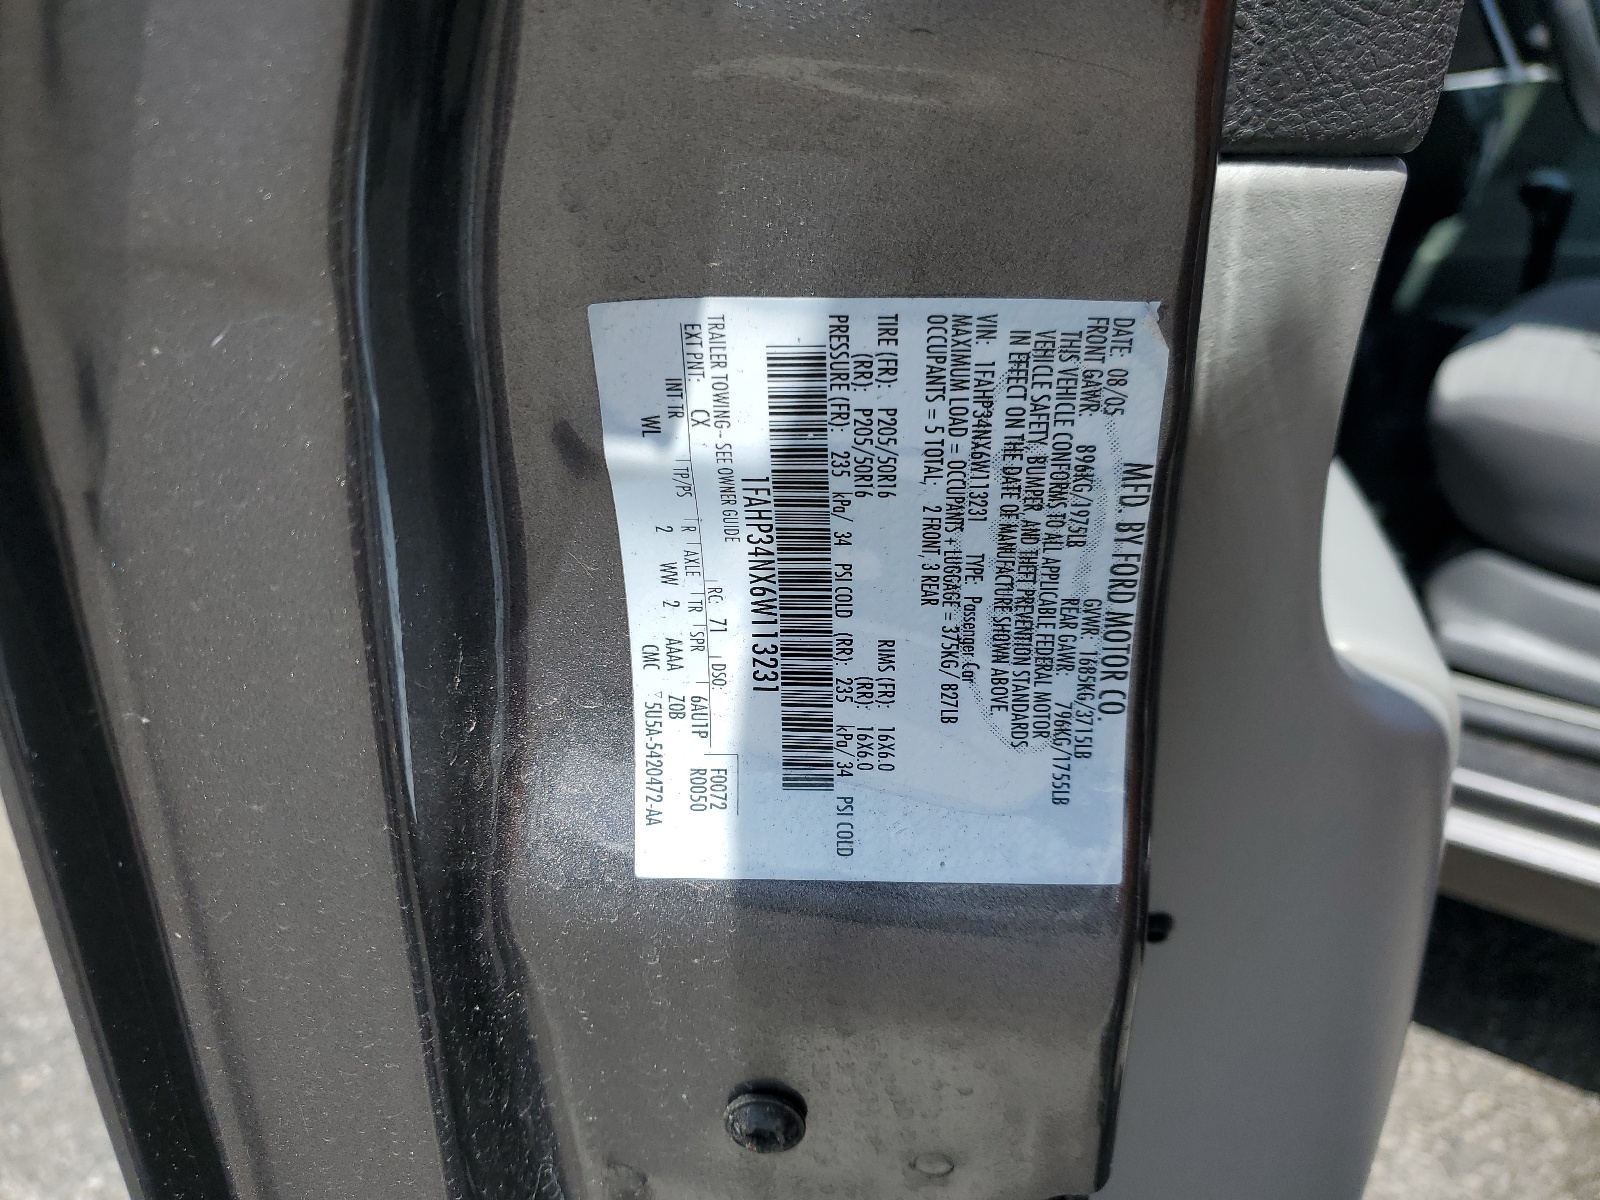 MFD. BY FORD MOTOR CO.
DATE: 08/05 GVWR: 1685KG/3715LB
FRONT GAWR: 896KG/1975LB REAR GAWR: 796KG/1755LB
THIS VEHICLE CONFORMS TO ALL APPLICABLE FEDERAL MOTOR
VEHICLE SAFETY, BUMPER, AND THEFT PREVENTION STANDARDS
IN EFFECT ON THE DATE OF MANUFACTURE SHOWN ABOVE.
VIN: 1FAHP34NX6W113231 TYPE: Passenger Car
MAXIMUM LOAD = OCCUPANTS + LUGGAGE = 375KG / 827LB
OCCUPANTS = 5 TOTAL; 2 FRONT, 3 REAR
TIRE (FR): P205/50R16 RIMS (FR): 16X6.0
(RR): P205/50R16 (RR): 16X6.0
PRESSURE (FR): 235 kPa/ 34 PSI COLD (RR): 235 kPa/ 34 PSI COLD
1FAHP34NX6W113231
TRAILER TOWING-- SEE OWNER GUIDE
EXT PNT: CX RC: 71 DSO: F0072
INT TR TP/PS R AXLE TR SPR 6AU1P R0050
WL 2 WW 2 AAAA Z0B
CMC ▽ 5U5A-5420472-AA